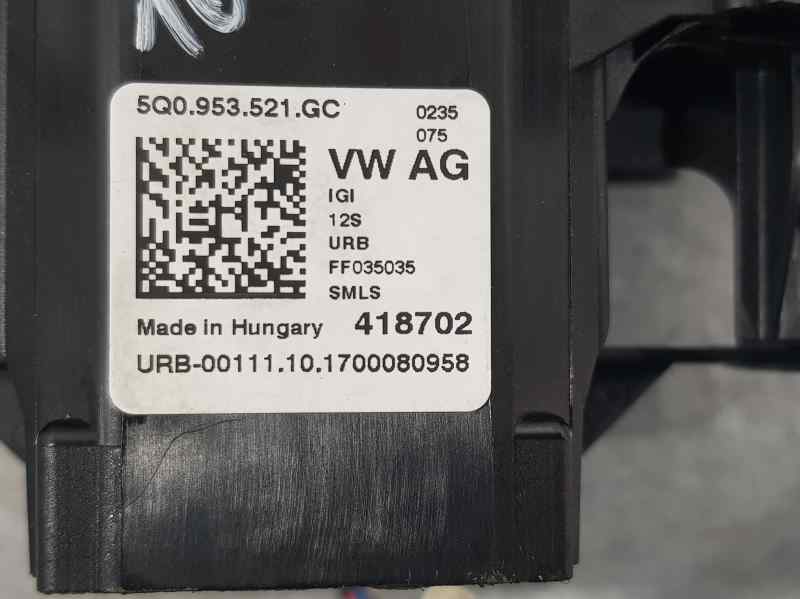 5Q0.953.521.GC
0235
075
VW AG
IGI
12S
URB
FF035035
SMLS
Made in Hungary 418702
URB-00111.10.1700080958